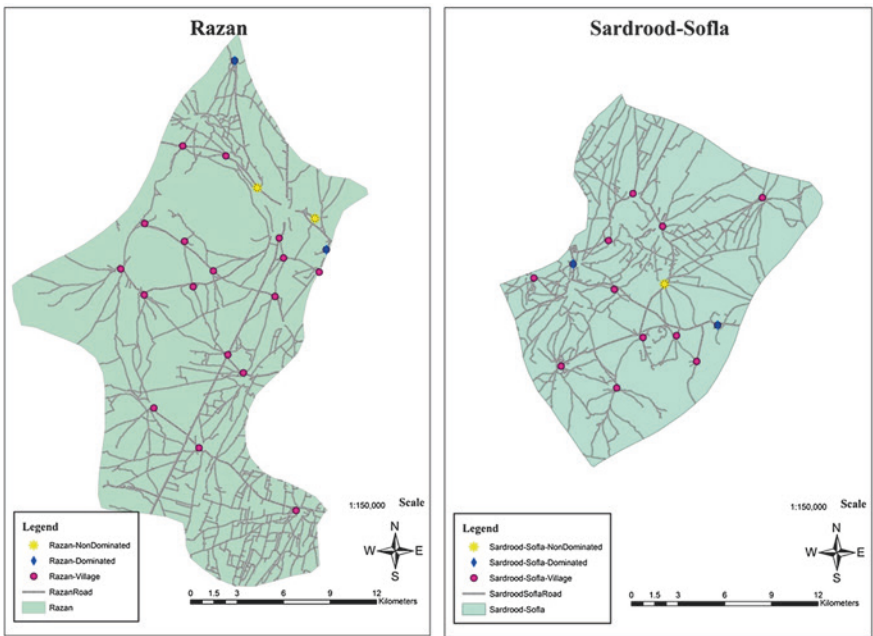 Razan
1:150,000 Scale
Legend
Razan-NonDominated
Razan-Dominated
Razan-Village
RazanRoad
Razan
N
W E
S
0 1.5 3 6 9 12
Kilometers
Sardrood-Sofla
1:150,000 Scale
Legend
Sardrood-Sofla-NonDominated
Sardrood-Sofla-Dominated
Sardrood-Sofla-Village
SardroodSoflaRoad
Sardrood-Sofla
N
W E
S
0 1.5 3 6 9 12
Kilometers